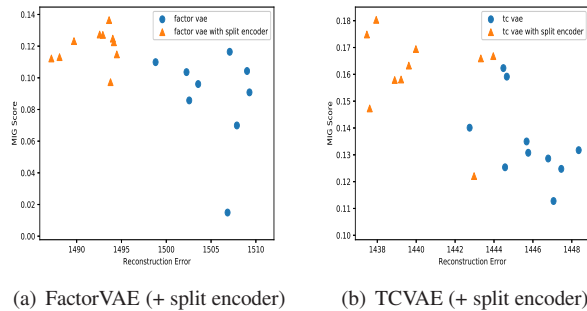 0.14
0.12
0.10
0.08
0.06
0.04
0.02
0.00
MIG Score
factor vae
factor vae with split encoder
1490 1495 1500 1505 1510
Reconstruction Error
(a) FactorVAE (+ split encoder)
0.18
0.17
0.16
0.15
0.14
0.13
0.12
0.11
0.10
MIG Score
tc vae
tc vae with split encoder
1438 1440 1442 1444 1446 1448
Reconstruction Error
(b) TCVAE (+ split encoder)